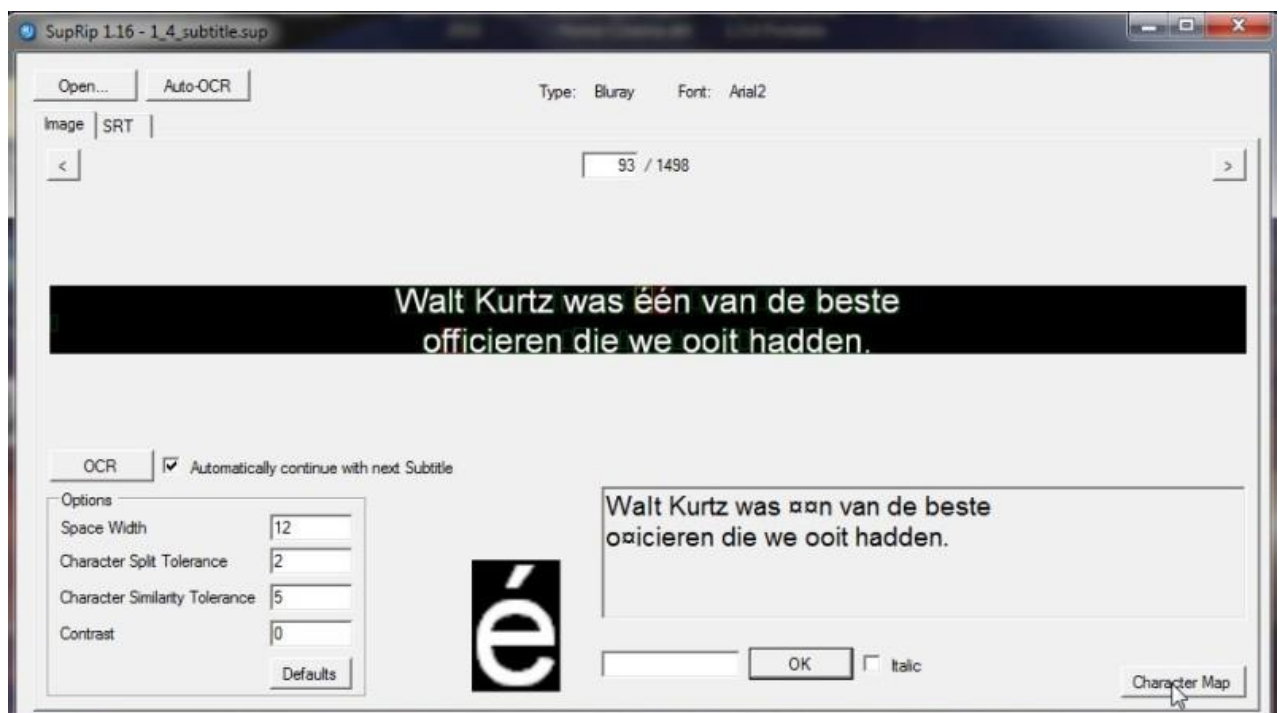 SupRip 1.16 - 1_4_subtitle.sup
Open... Auto-OCR Type: Bluray Font: Arial2
Image SRT
< 93 / 1498 >
Walt Kurtz was één van de beste
officieren die we ooit hadden.
OCR Automatically continue with next Subtitle
Options
Space Width 12
Character Split Tolerance 2
Character Similarity Tolerance 5
Contrast 0
Defaults
é
Walt Kurtz was ¤¤n van de beste
o¤icieren die we ooit hadden.
OK Italic
Character Map